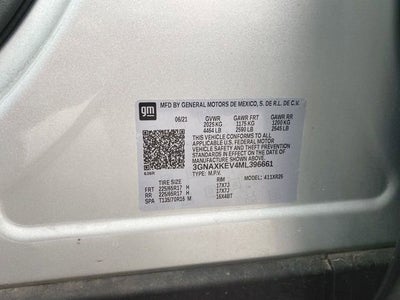 gm MFD BY GENERAL MOTORS DE MEXICO, S. DE R.L. DE C.V.
06/21 GVWR GAWR FRT GAWR RR
2025 KG 1175 KG 1200 KG
4464 LB 2590 LB 2645 LB
THIS VEHICLE CONFORMS TO ALL
APPLICABLE U.S. FEDERAL MOTOR
VEHICLE SAFETY AND THEFT PREVENTION
STANDARDS IN EFFECT ON THE DATE OF
MANUFACTURE SHOWN ABOVE.
3GNAXKEV4ML396661
TYPE: M.P.V. MODEL: 411XR26
TIRE SIZE RIM
FRT 225/65R17 H 17X7J
RR 225/65R17 H 17X7J
SPA T135/70R16 M 16X4BT